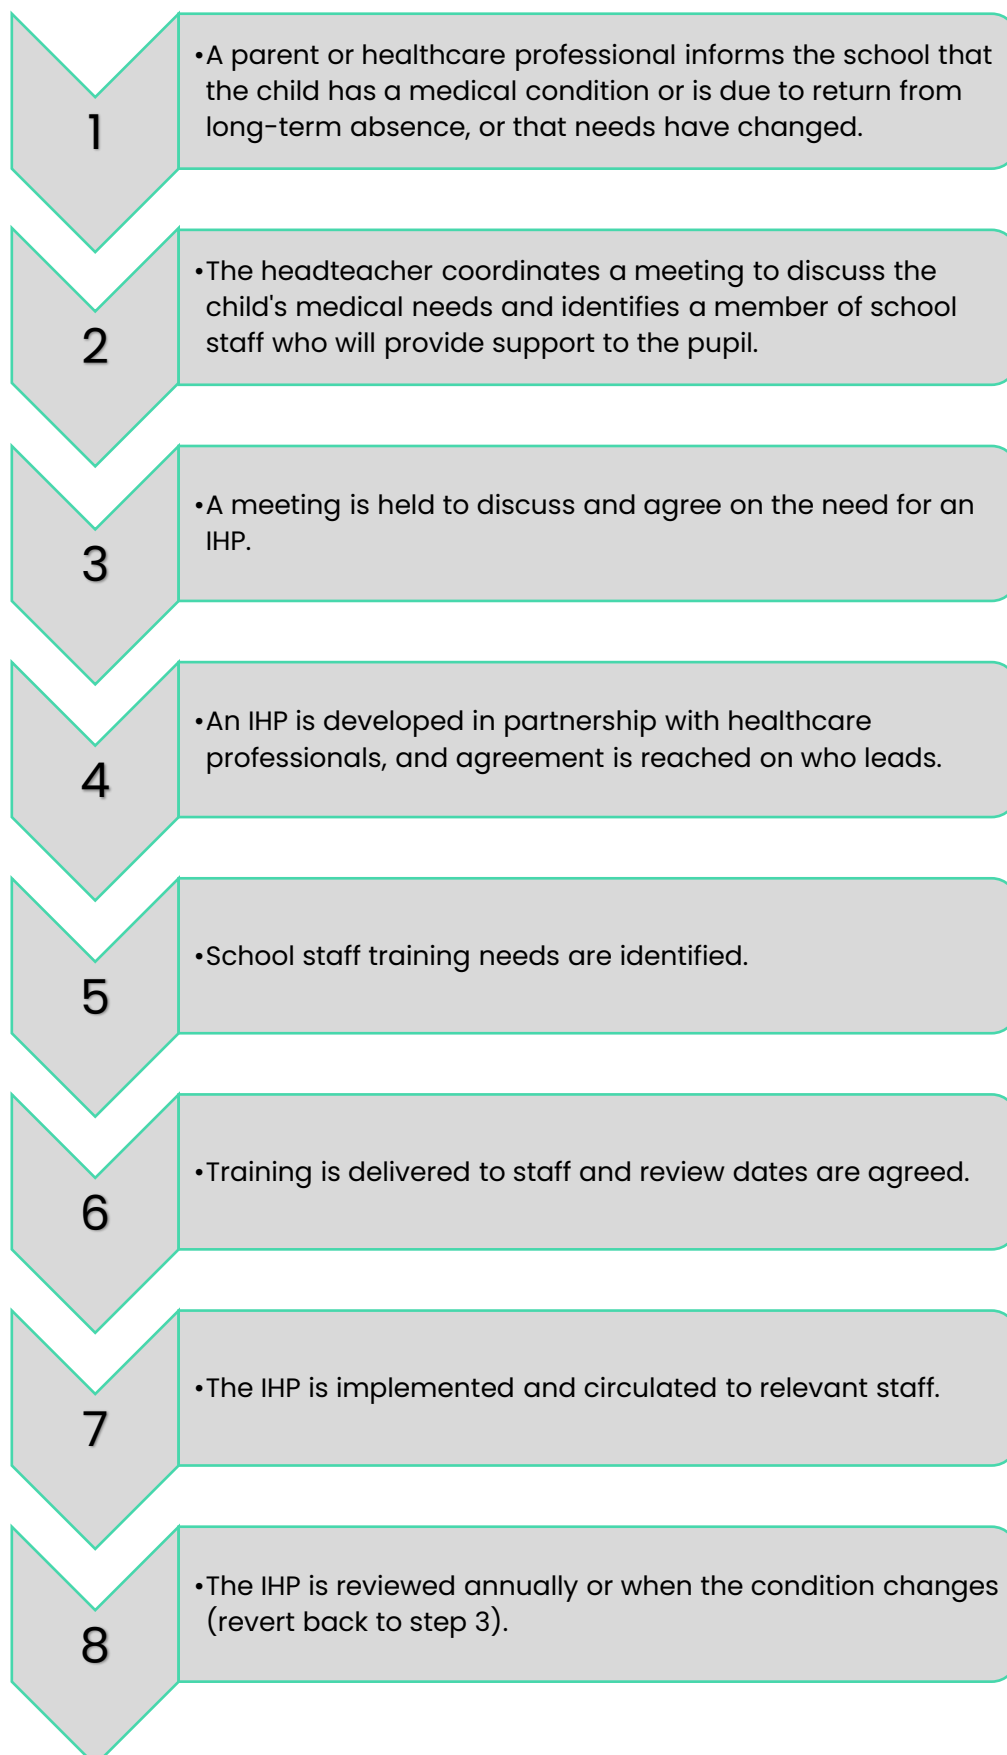 1
•A parent or healthcare professional informs the school that
the child has a medical condition or is due to return from
long-term absence, or that needs have changed.
2
•The headteacher coordinates a meeting to discuss the
child's medical needs and identifies a member of school
staff who will provide support to the pupil.
3
•A meeting is held to discuss and agree on the need for an
IHP.
4
•An IHP is developed in partnership with healthcare
professionals, and agreement is reached on who leads.
5
•School staff training needs are identified.
6
•Training is delivered to staff and review dates are agreed.
7
•The IHP is implemented and circulated to relevant staff.
8
•The IHP is reviewed annually or when the condition changes
(revert back to step 3).